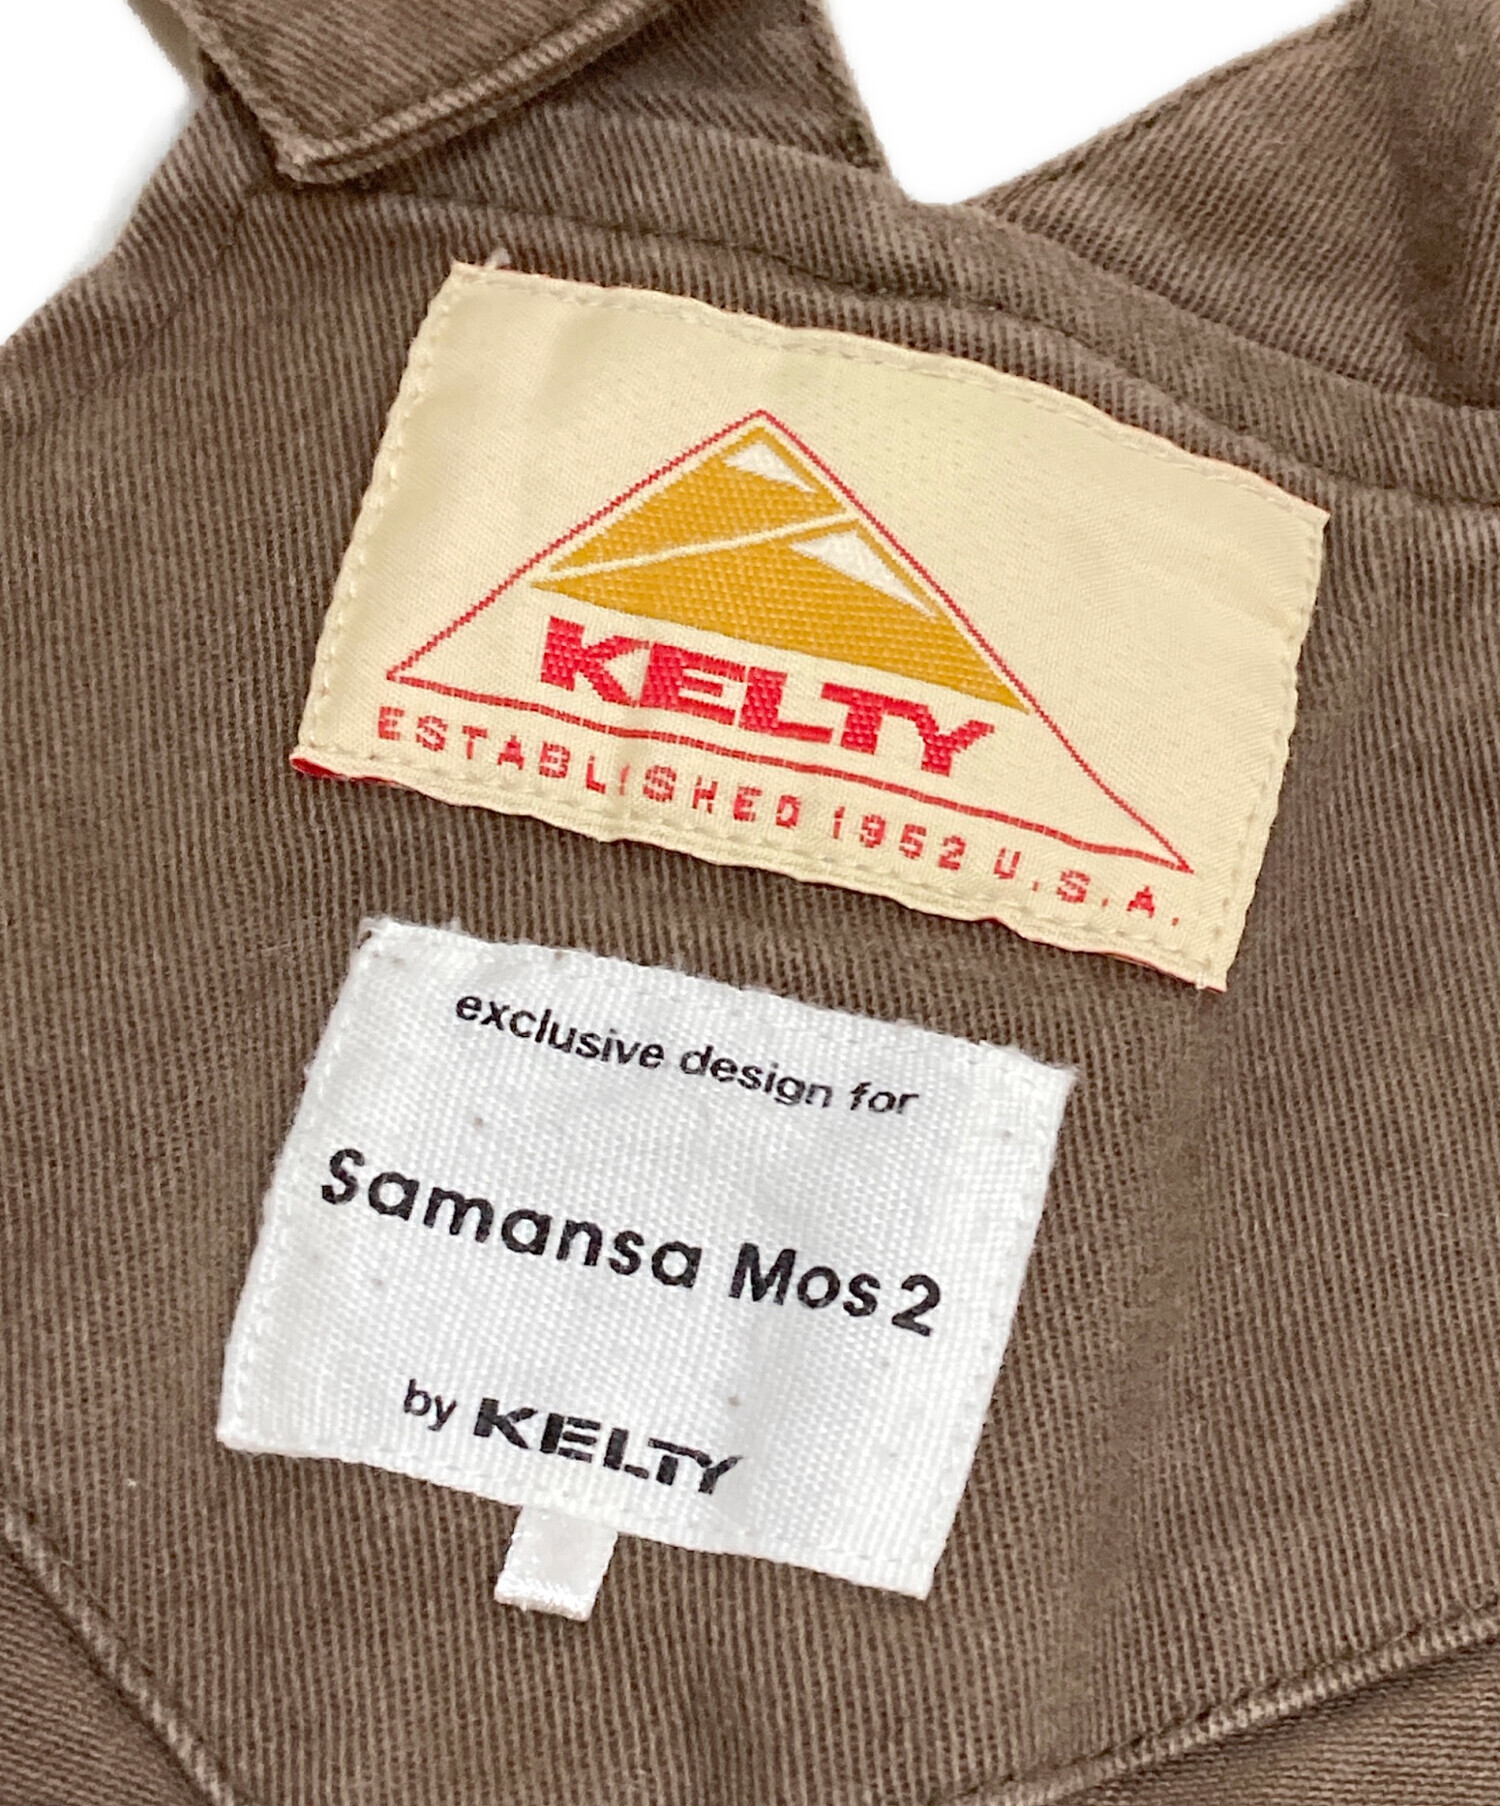 KELTY
ESTABLISHED 1952 U.S.A.
exclusive design for
Samansa Mos2
by KELTY